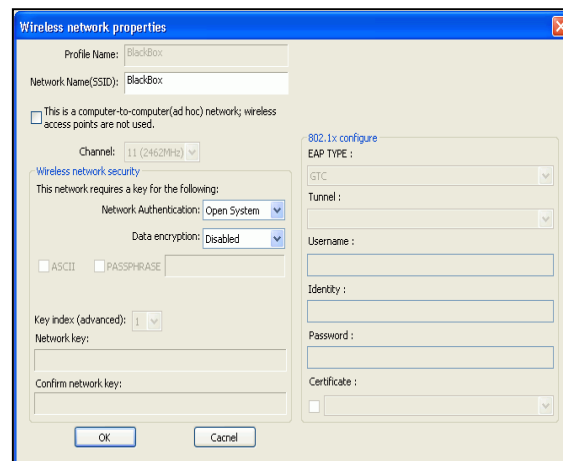 Wireless network properties
Profile Name: BlackBox
Network Name(SSID): BlackBox
This is a computer-to-computer(ad hoc) network; wireless
access points are not used.
Channel: 11 (2462MHz)
Wireless network security
This network requires a key for the following:
Network Authentication: Open System
Data encryption: Disabled
ASCII PASSPHRASE
Key index (advanced): 1
Network key:
Confirm network key:
OK Cacnel
802.1x configure
EAP TYPE :
GTC
Tunnel :
Username :
Identity :
Password :
Certificate :